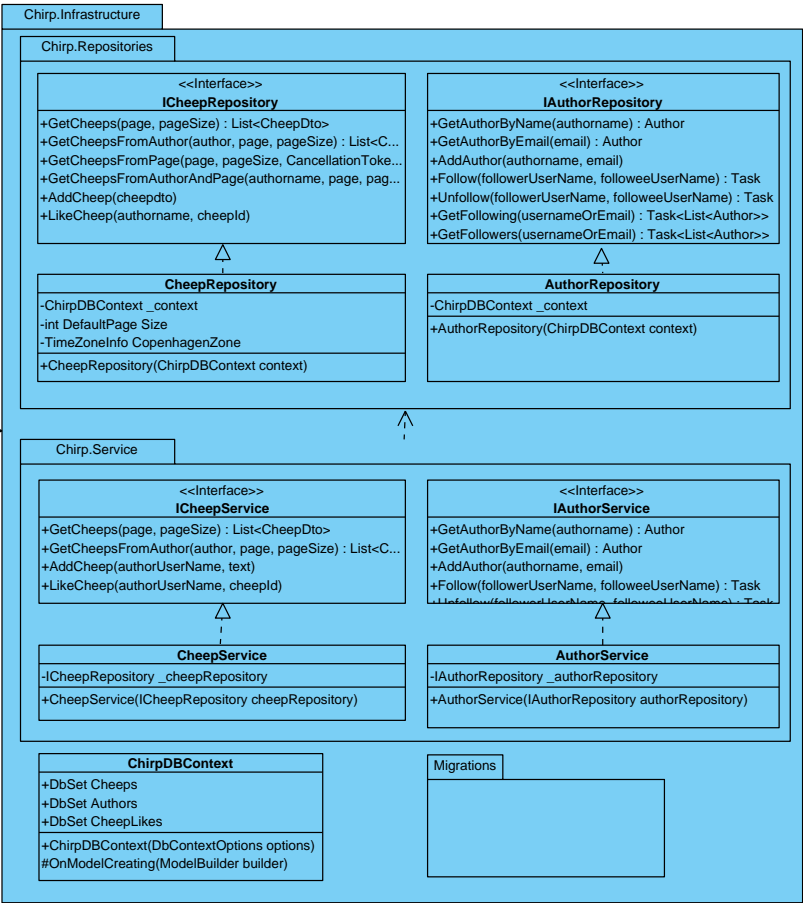 Chirp.Infrastructure
Chirp.Repositories
<<Interface>>
ICheepRepository
+GetCheeps(page, pageSize) : List<CheepDto>
+GetCheepsFromAuthor(author, page, pageSize) : List<C...
+GetCheepsFromPage(page, pageSize, CancellationToke...
+GetCheepsFromAuthorAndPage(authorname, page, pag...
+AddCheep(cheepdto)
+LikeCheep(authorname, cheepId)
<<Interface>>
IAuthorRepository
+GetAuthorByName(authorname) : Author
+GetAuthorByEmail(email) : Author
+AddAuthor(authorname, email)
+Follow(followerUserName, followeeUserName) : Task
+Unfollow(followerUserName, followeeUserName) : Task
+GetFollowing(usernameOrEmail) : Task<List<Author>>
+GetFollowers(usernameOrEmail) : Task<List<Author>>
CheepRepository
-ChirpDBContext _context
-int DefaultPage Size
-TimeZoneInfo CopenhagenZone
+CheepRepository(ChirpDBContext context)
AuthorRepository
-ChirpDBContext _context
+AuthorRepository(ChirpDBContext context)
Chirp.Service
<<Interface>>
ICheepService
+GetCheeps(page, pageSize) : List<CheepDto>
+GetCheepsFromAuthor(author, page, pageSize) : List<C...
+AddCheep(authorUserName, text)
+LikeCheep(authorUserName, cheepId)
<<Interface>>
IAuthorService
+GetAuthorByName(authorname) : Author
+GetAuthorByEmail(email) : Author
+AddAuthor(authorname, email)
+Follow(followerUserName, followeeUserName) : Task
+Unfollow(followerUserName, followeeUserName) : Task
CheepService
-ICheepRepository _cheepRepository
+CheepService(ICheepRepository cheepRepository)
AuthorService
-IAuthorRepository _authorRepository
+AuthorService(IAuthorRepository authorRepository)
ChirpDBContext
+DbSet Cheeps
+DbSet Authors
+DbSet CheepLikes
+ChirpDBContext(DbContextOptions options)
#OnModelCreating(ModelBuilder builder)
Migrations